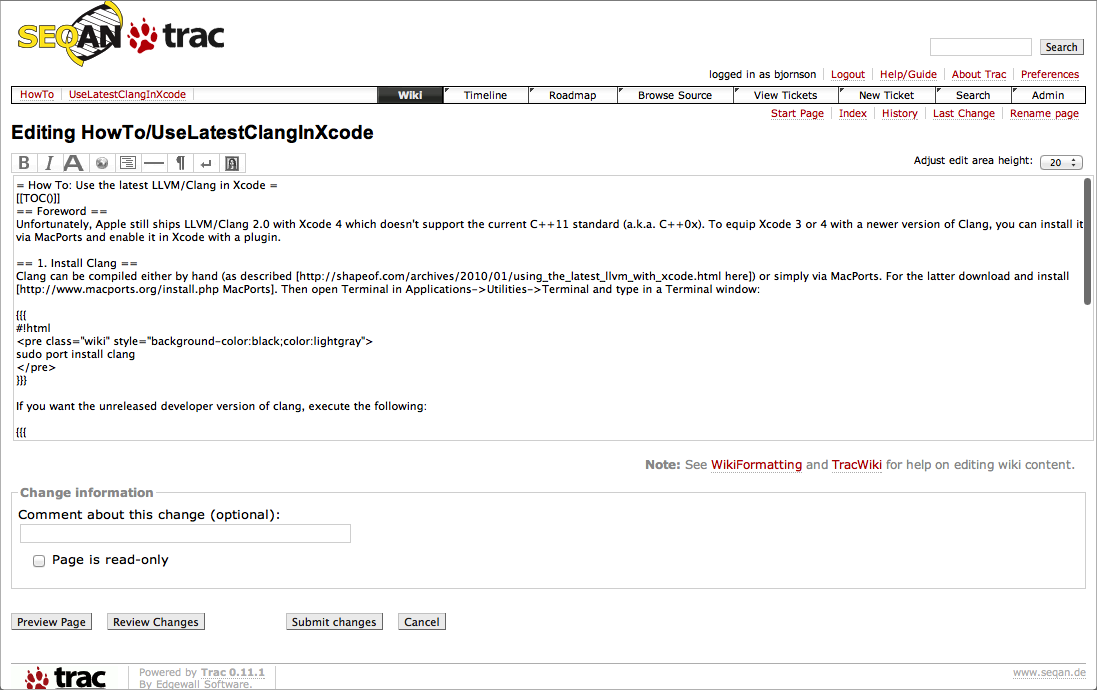 SEQAN trac
Search
logged in as bjornson Logout Help/Guide About Trac Preferences
HowTo UseLatestClangInXcode Wiki Timeline Roadmap Browse Source View Tickets New Ticket Search Admin
Start Page Index History Last Change Rename page
Editing HowTo/UseLatestClangInXcode
B I A ¶ ↵ Adjust edit area height: 20
= How To: Use the latest LLVM/Clang in Xcode =
[[TOC()]]
== Foreword ==
Unfortunately, Apple still ships LLVM/Clang 2.0 with Xcode 4 which doesn't support the current C++11 standard (a.k.a. C++0x). To equip Xcode 3 or 4 with a newer version of Clang, you can install it
via MacPorts and enable it in Xcode with a plugin.
== 1. Install Clang ==
Clang can be compiled either by hand (as described [http://shapeof.com/archives/2010/01/using_the_latest_llvm_with_xcode.html here]) or simply via MacPorts. For the latter download and install
[http://www.macports.org/install.php MacPorts]. Then open Terminal in Applications->Utilities->Terminal and type in a Terminal window:
{{{
#!html
<pre class="wiki" style="background-color:black;color:lightgray">
sudo port install clang
</pre>
}}}
If you want the unreleased developer version of clang, execute the following:
{{{
Note: See WikiFormatting and TracWiki for help on editing wiki content.
Change information
Comment about this change (optional):
Page is read-only
Preview Page Review Changes Submit changes Cancel
trac Powered by Trac 0.11.1 www.seqan.de
By Edgewall Software.